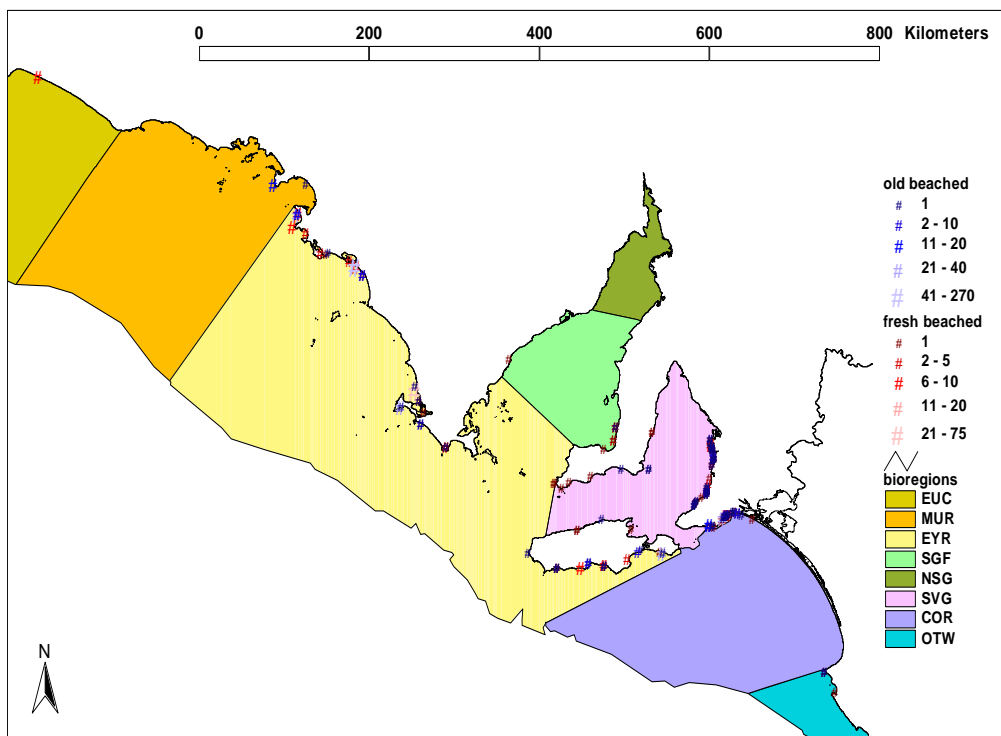 0 200 400 600 800 Kilometers
old beached
# 1
# 2 - 10
# 11 - 20
# 21 - 40
# 41 - 270
fresh beached
# 1
# 2 - 5
# 6 - 10
# 11 - 20
# 21 - 75
bioregions
EUC
MUR
EYR
SGF
NSG
SVG
COR
OTW
N